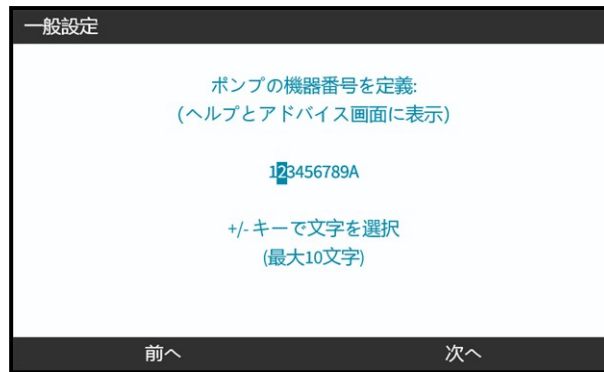 一般設定
ポンプの機器番号を定義:
(ヘルプとアドバイス画面に表示)
123456789A
+/- キーで文字を選択
(最大10文字)
前へ 次へ